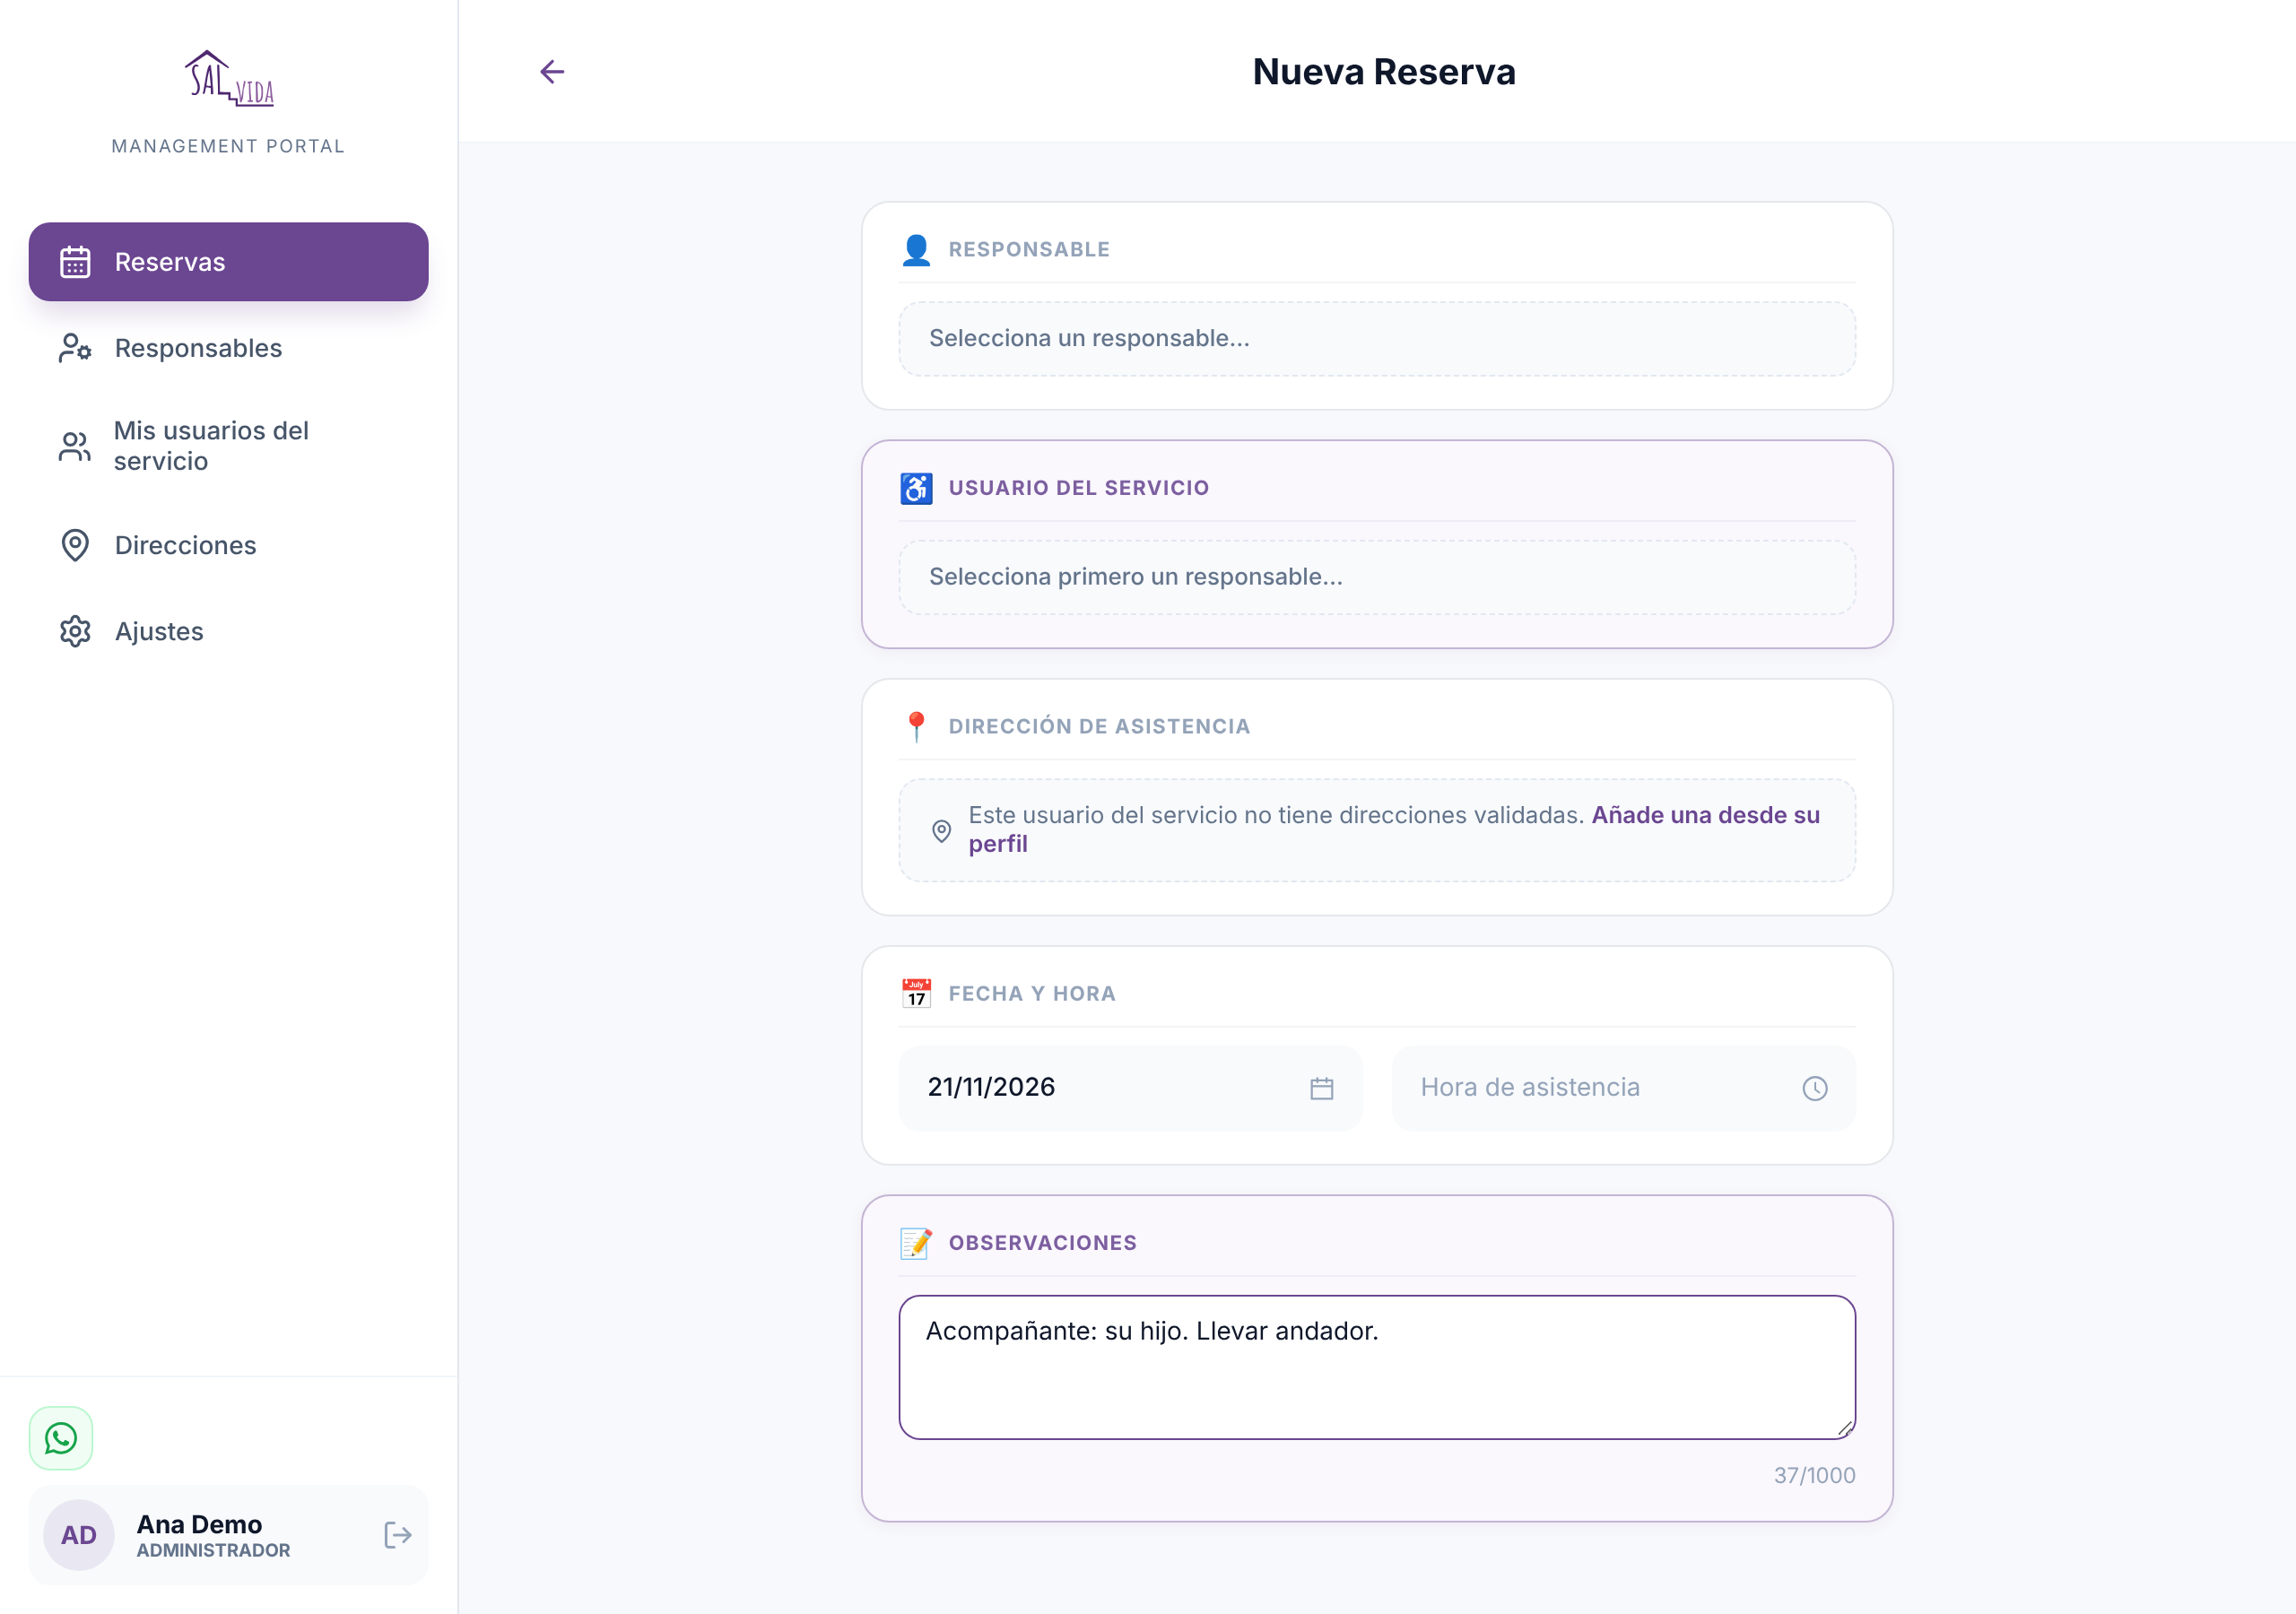 SAL
VIDA
MANAGEMENT PORTAL
Reservas
Responsables
Mis usuarios del
servicio
Direcciones
Ajustes
AD
Ana Demo
ADMINISTRADOR
Nueva Reserva
RESPONSABLE
Selecciona un responsable...
USUARIO DEL SERVICIO
Selecciona primero un responsable...
DIRECCIÓN DE ASISTENCIA
Este usuario del servicio no tiene direcciones validadas. Añade una desde su
perfil
July
17
FECHA Y HORA
21/11/2026
Hora de asistencia
OBSERVACIONES
Acompañante: su hijo. Llevar andador.
37/1000